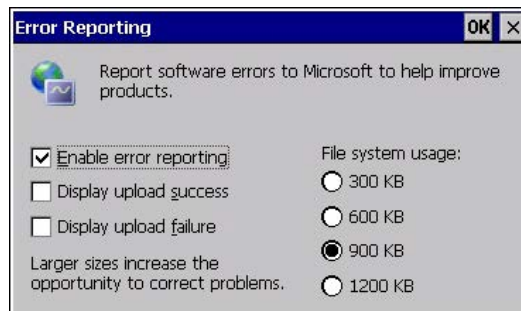 Error Reporting OK ×
Report software errors to Microsoft to help improve
products.
Enable error reporting
Display upload success
Display upload failure
Larger sizes increase the
opportunity to correct problems.
File system usage:
300 KB
600 KB
900 KB
1200 KB